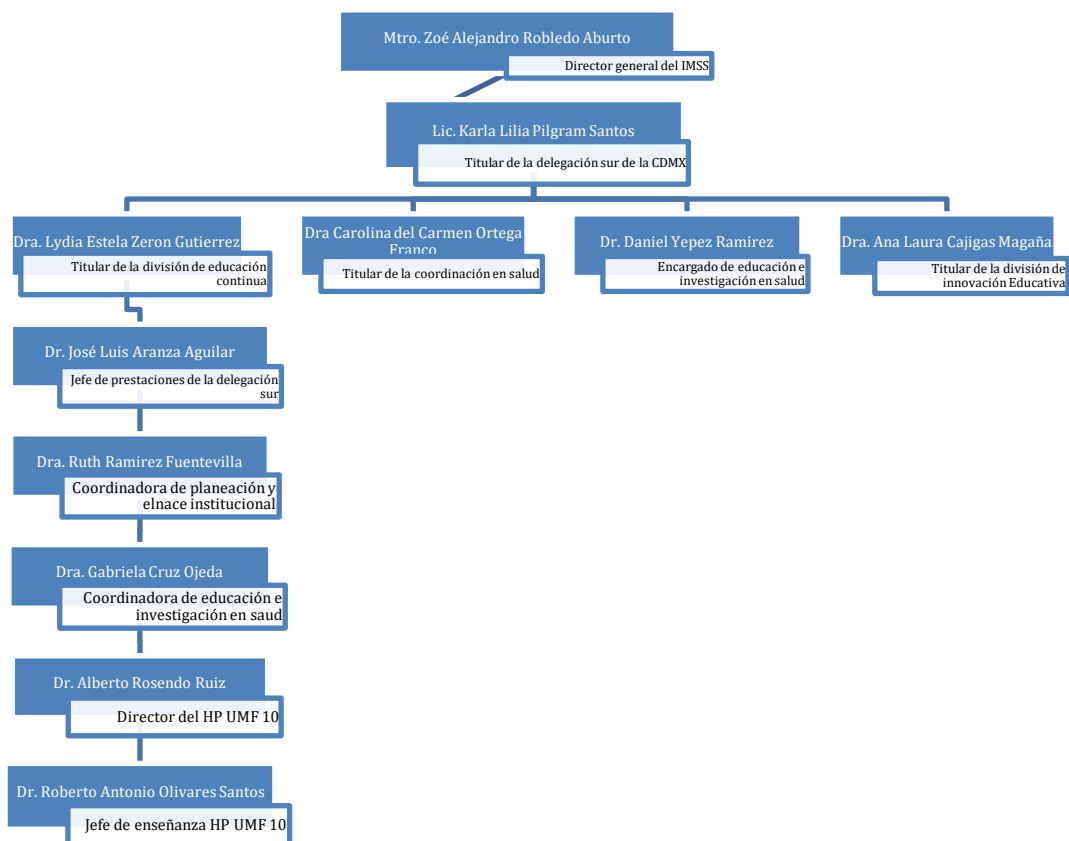 Mtro. Zoé Alejandro Robledo Aburto
Director general del IMSS
Lic. Karla Lilia Pilgram Santos
Titular de la delegación sur de la CDMX
Dra. Lydia Estela Zeron Gutierrez
Titular de la división de educación
continua
Dra Carolina del Carmen Ortega
Franco
Titular de la coordinación en salud
Dr. Daniel Yepez Ramirez
Encargado de educación e
investigación en salud
Dra. Ana Laura Cajigas Magaña
Titular de la división de
innovación Educativa
Dr. José Luis Aranza Aguilar
Jefe de prestaciones de la delegación
sur
Dra. Ruth Ramirez Fuentevilla
Coordinadora de planeación y
elnace institucional
Dra. Gabriela Cruz Ojeda
Coordinadora de educación e
investigación en saud
Dr. Alberto Rosendo Ruiz
Director del HP UMF 10
Dr. Roberto Antonio Olivares Santos
Jefe de enseñanza HP UMF 10